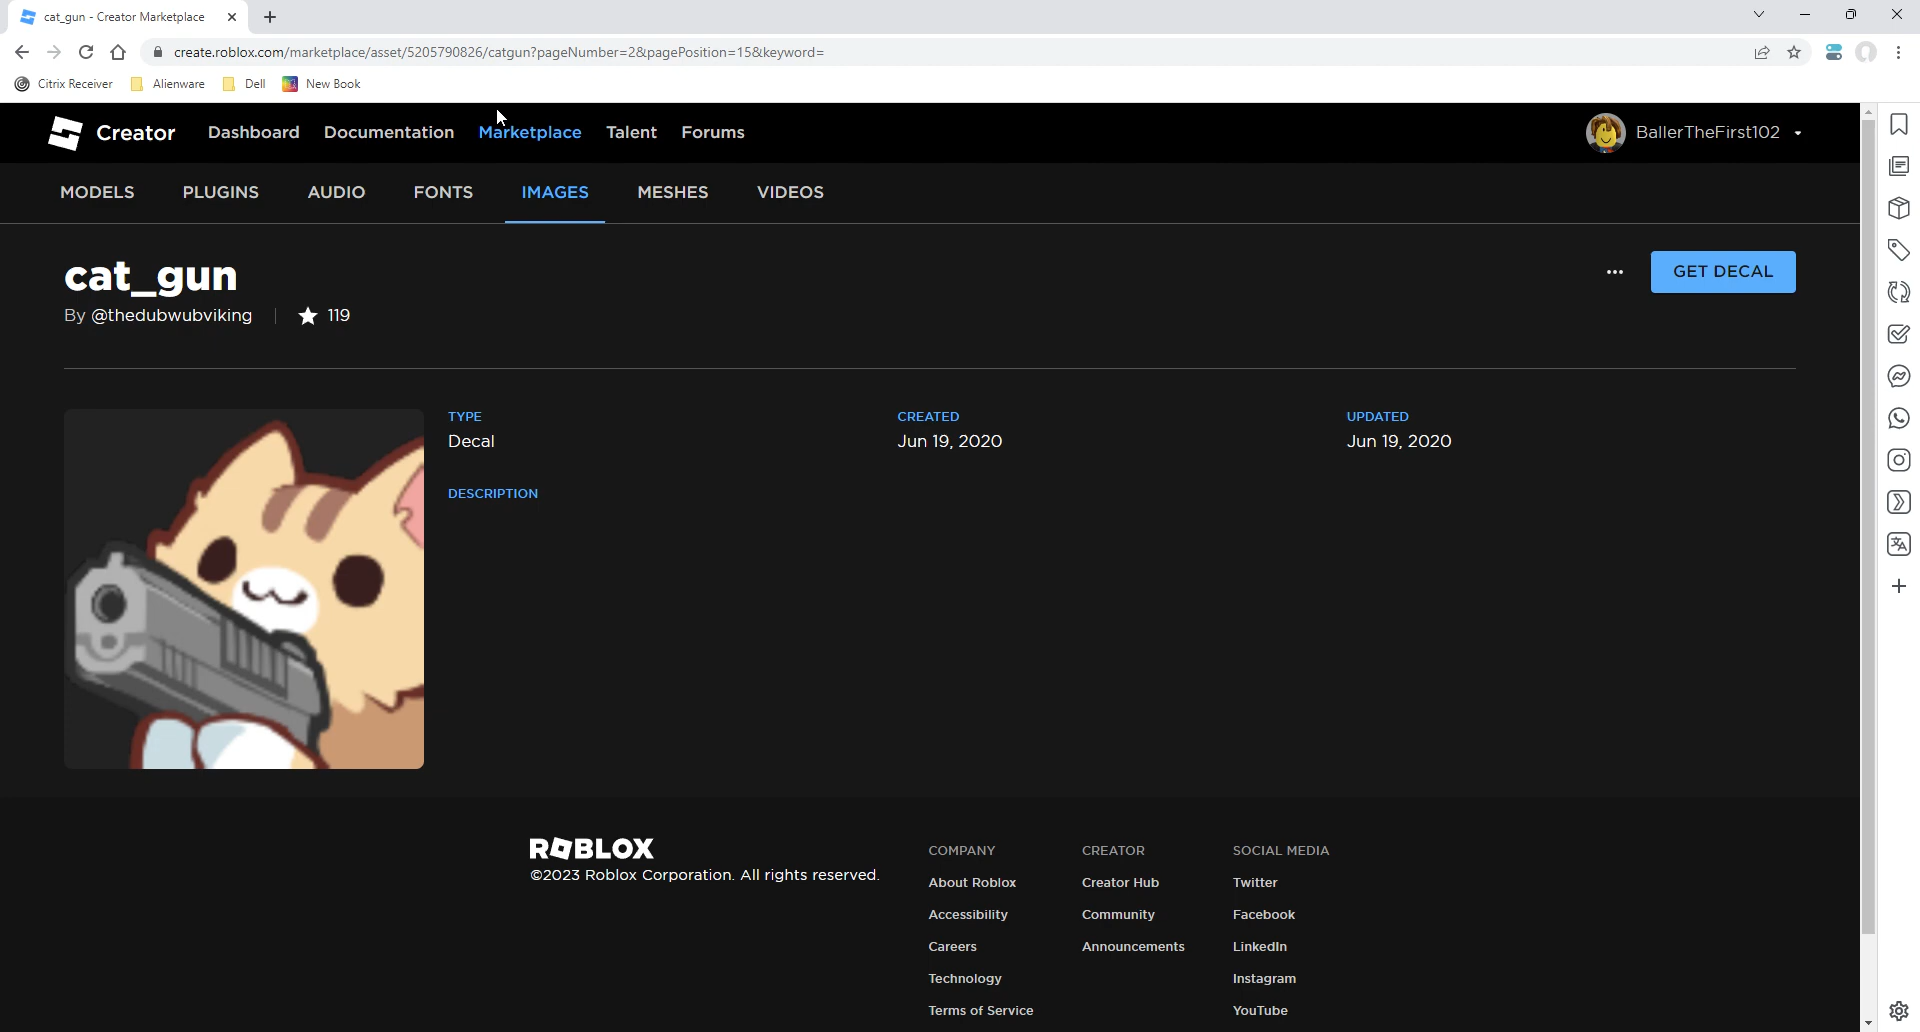 cat_gun - Creator Marketplace
create.roblox.com/marketplace/asset/5205790826/catgun?pageNumber=2&pagePosition=15&keyword=
Citrix Receiver Alienware Dell New Book
Creator Dashboard Documentation Marketplace Talent Forums BallerTheFirst102
MODELS PLUGINS AUDIO FONTS IMAGES MESHES VIDEOS
cat_gun
GET DECAL
By @thedubwubviking 119
TYPE
Decal
CREATED
Jun 19, 2020
UPDATED
Jun 19, 2020
DESCRIPTION
ROBLOX
©2023 Roblox Corporation. All rights reserved.
COMPANY
About Roblox
Accessibility
Careers
Technology
Terms of Service
CREATOR
Creator Hub
Community
Announcements
SOCIAL MEDIA
Twitter
Facebook
LinkedIn
Instagram
YouTube